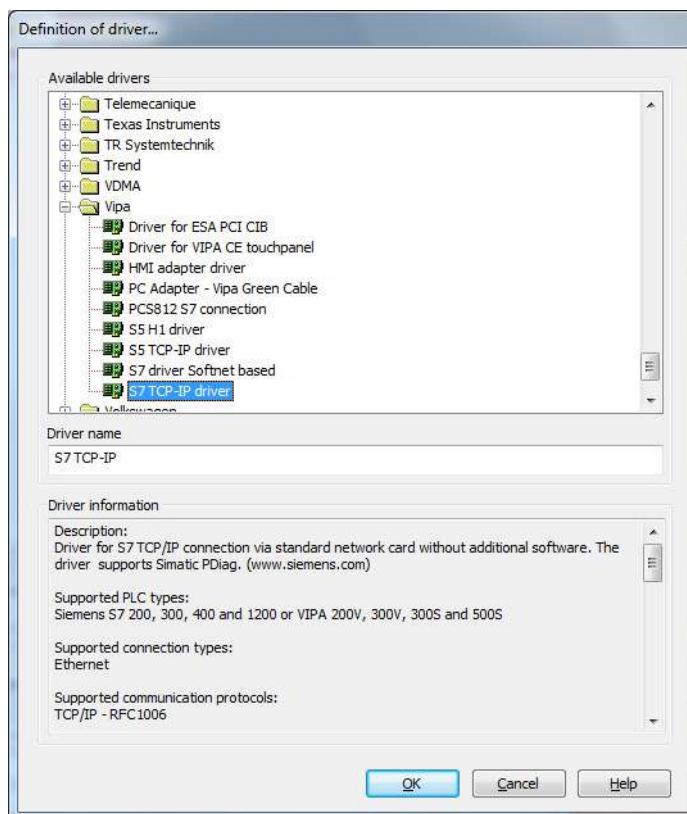 Definition of driver...
Available drivers
Telemecanique
Texas Instruments
TR Systemtechnik
Trend
VDMA
Vipa
Driver for ESA PCI CIB
Driver for VIPA CE touchpanel
HMI adapter driver
PC Adapter - Vipa Green Cable
PCS812 S7 connection
S5 H1 driver
S5 TCP-IP driver
S7 driver Softnet based
S7 TCP-IP driver
Volkswagen
Driver name
S7 TCP-IP
Driver information
Description:
Driver for S7 TCP/IP connection via standard network card without additional software. The
driver supports Simatic PDiag. (www.siemens.com)
Supported PLC types:
Siemens S7 200, 300, 400 and 1200 or VIPA 200V, 300V, 300S and 500S
Supported connection types:
Ethernet
Supported communication protocols:
TCP/IP - RFC1006
OK Cancel Help